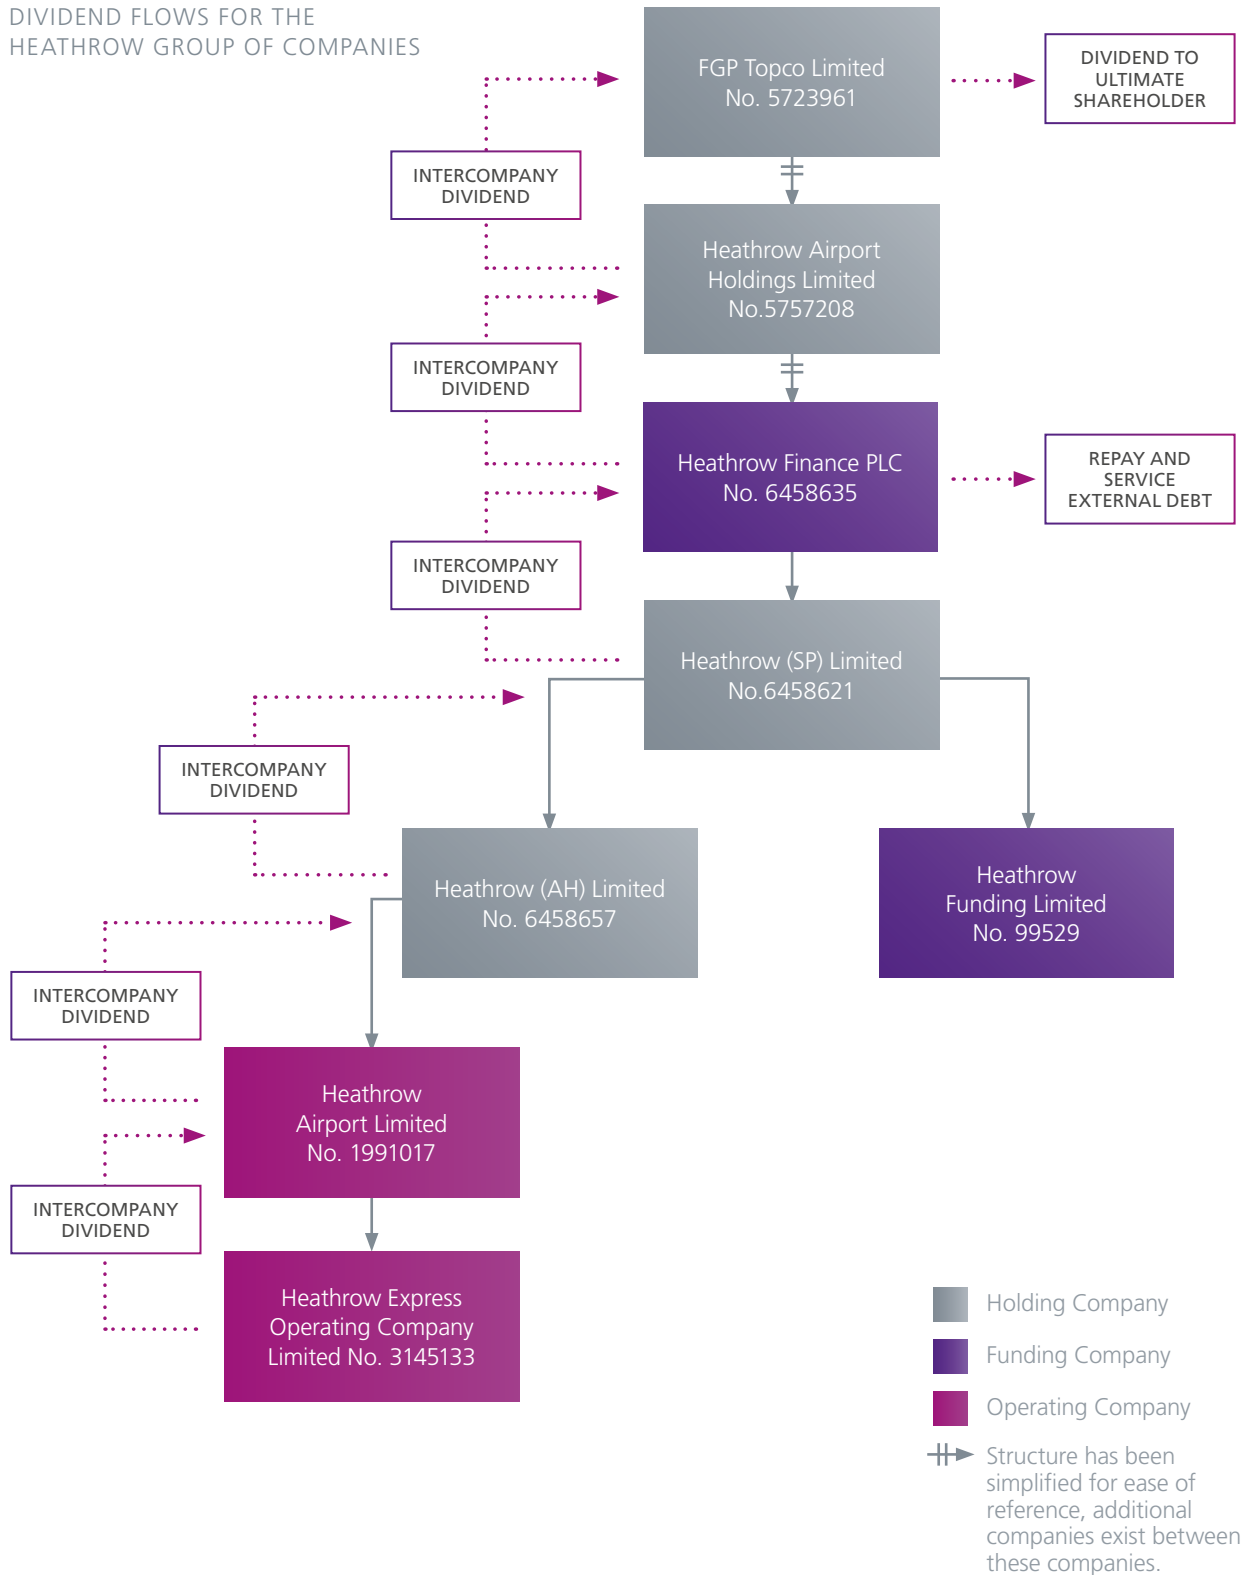 DIVIDEND FLOWS FOR THE
HEATHROW GROUP OF COMPANIES
FGP Topco Limited
No. 5723961
DIVIDEND TO
ULTIMATE
SHAREHOLDER
INTERCOMPANY
DIVIDEND
Heathrow Airport
Holdings Limited
No.5757208
INTERCOMPANY
DIVIDEND
Heathrow Finance PLC
No. 6458635
REPAY AND
SERVICE
EXTERNAL DEBT
INTERCOMPANY
DIVIDEND
Heathrow (SP) Limited
No.6458621
INTERCOMPANY
DIVIDEND
Heathrow (AH) Limited
No. 6458657
Heathrow
Funding Limited
No. 99529
INTERCOMPANY
DIVIDEND
Heathrow
Airport Limited
No. 1991017
INTERCOMPANY
DIVIDEND
Heathrow Express
Operating Company
Limited No. 3145133
Holding Company
Funding Company
Operating Company
Structure has been
simplified for ease of
reference, additional
companies exist between
these companies.